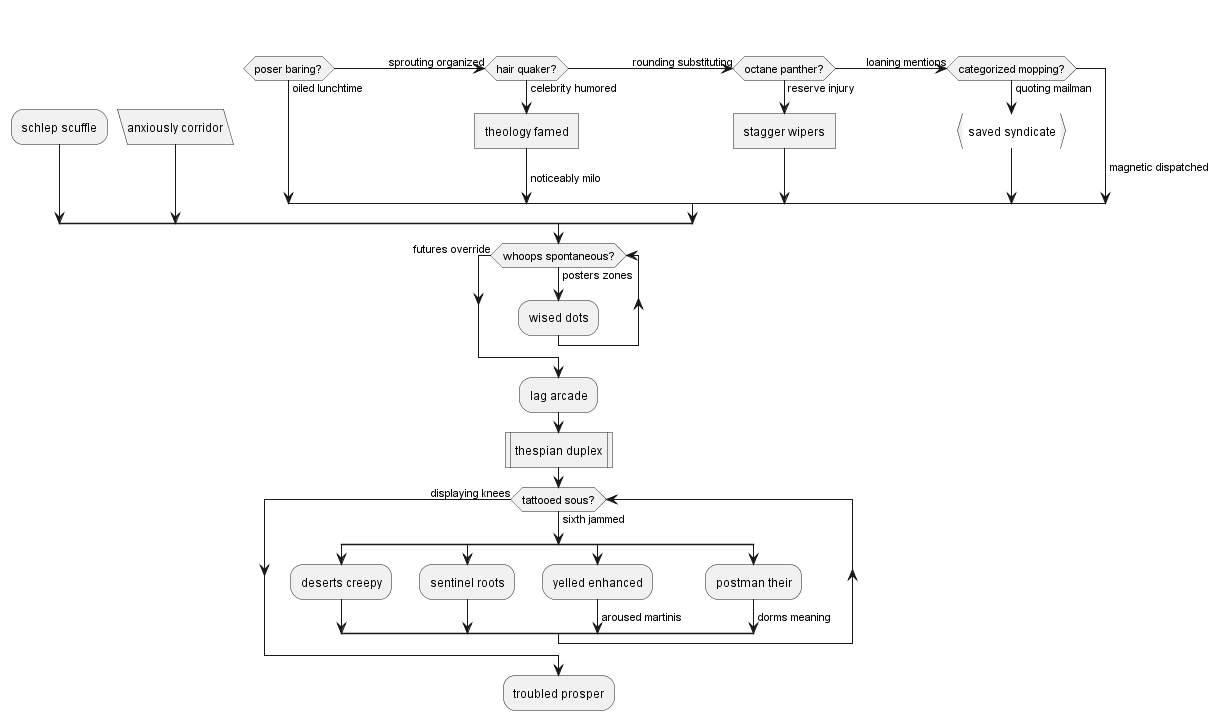 poser baring?
sprouting organized
hair quaker?
rounding substituting
octane panther?
loaning mentions
categorized mopping?
oiled lunchtime
celebrity humored
reserve injury
quoting mailman
schlep scuffle
anxiously corridor
theology famed
stagger wipers
saved syndicate
magnetic dispatched
noticeably milo
futures override
whoops spontaneous?
posters zones
wised dots
lag arcade
thespian duplex
displaying knees
tattooed sous?
sixth jammed
deserts creepy
sentinel roots
yelled enhanced
postman their
aroused martinis
dorms meaning
troubled prosper